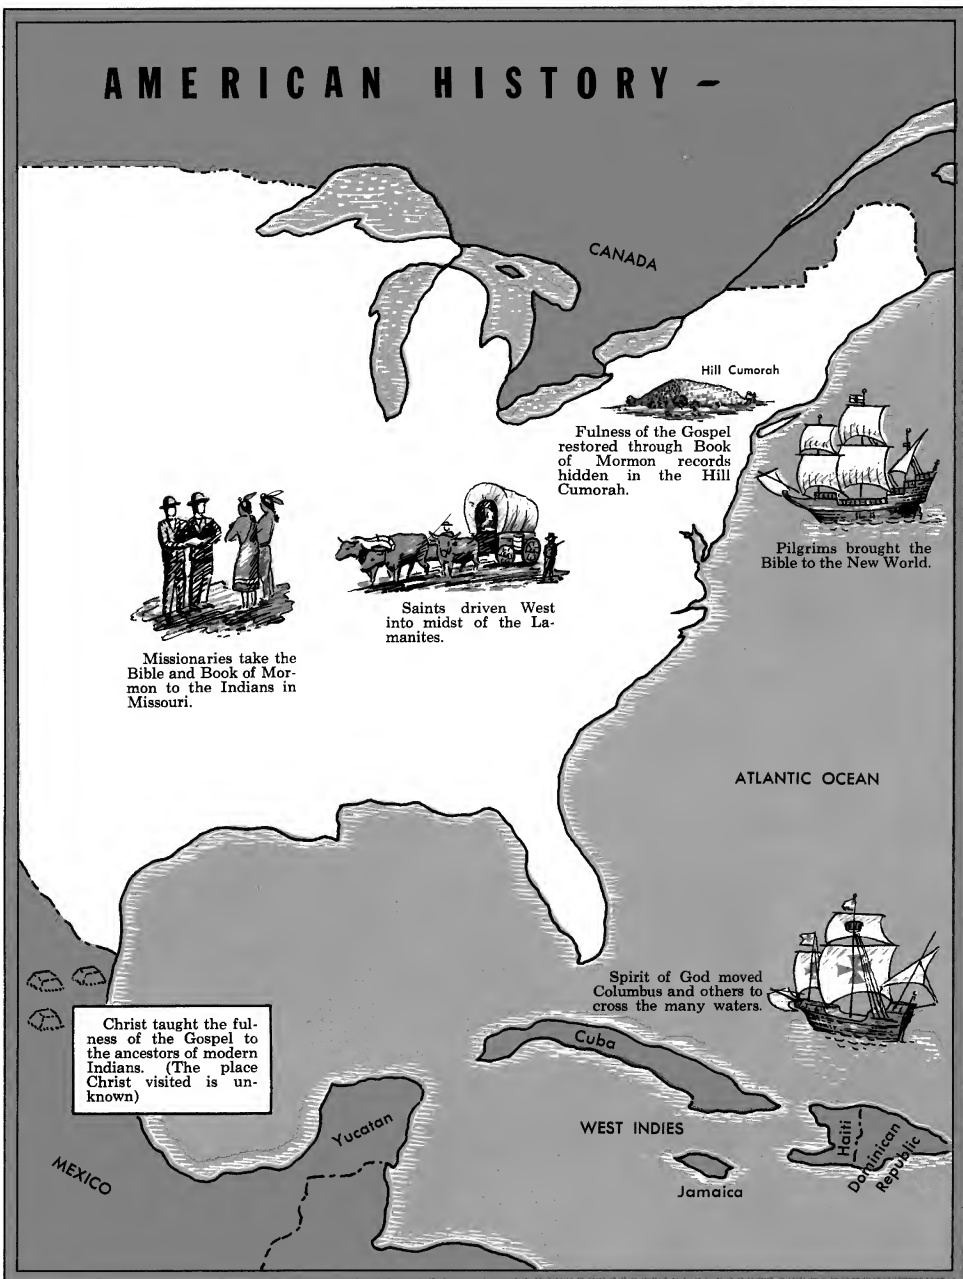 AMERICAN HISTORY –
CANADA
Hill Cumorah
Fulness of the Gospel
restored through Book
of Mormon records
hidden in the Hill
Cumorah.
Pilgrims brought the
Bible to the New World.
Saints driven West
into midst of the La-
manites.
Missionaries take the
Bible and Book of Mor-
mon to the Indians in
Missouri.
ATLANTIC OCEAN
Spirit of God moved
Columbus and others to
cross the many waters.
Christ taught the ful-
ness of the Gospel to
the ancestors of modern
Indians. (The place
Christ visited is un-
known)
Cuba
Yucatan
WEST INDIES
Haiti
Dominican
Republic
MEXICO
Jamaica